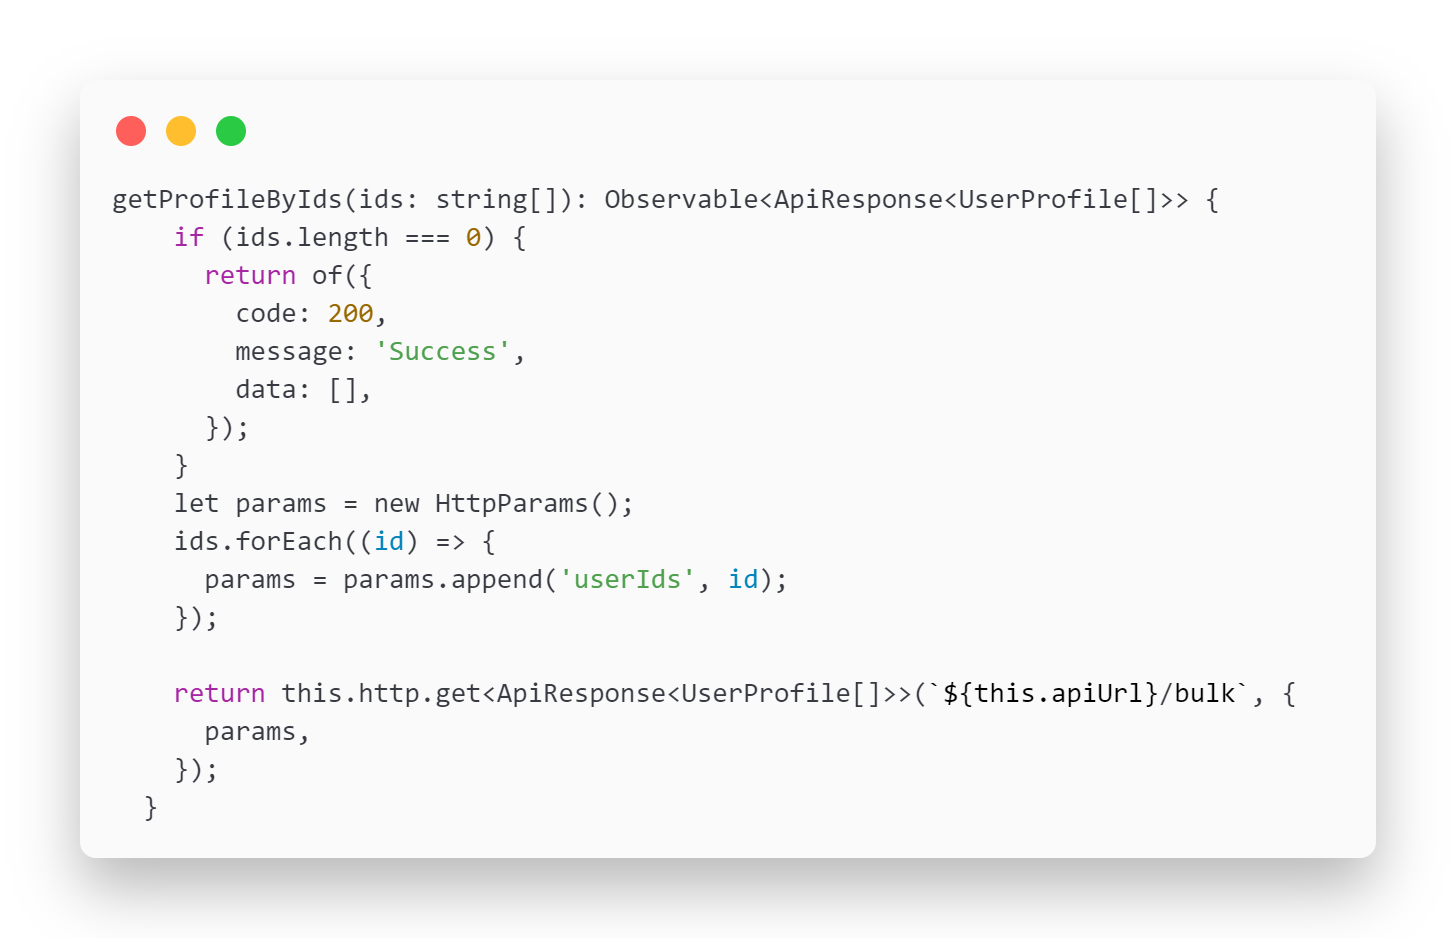 getProfileByIds(ids: string[]): Observable<ApiResponse<UserProfile[]>> {
    if (ids.length === 0) {
      return of({
        code: 200,
        message: 'Success',
        data: [],
      });
    }
    let params = new HttpParams();
    ids.forEach((id) => {
      params = params.append('userIds', id);
    });

    return this.http.get<ApiResponse<UserProfile[]>>(`${this.apiUrl}/bulk`, {
      params,
    });
  }